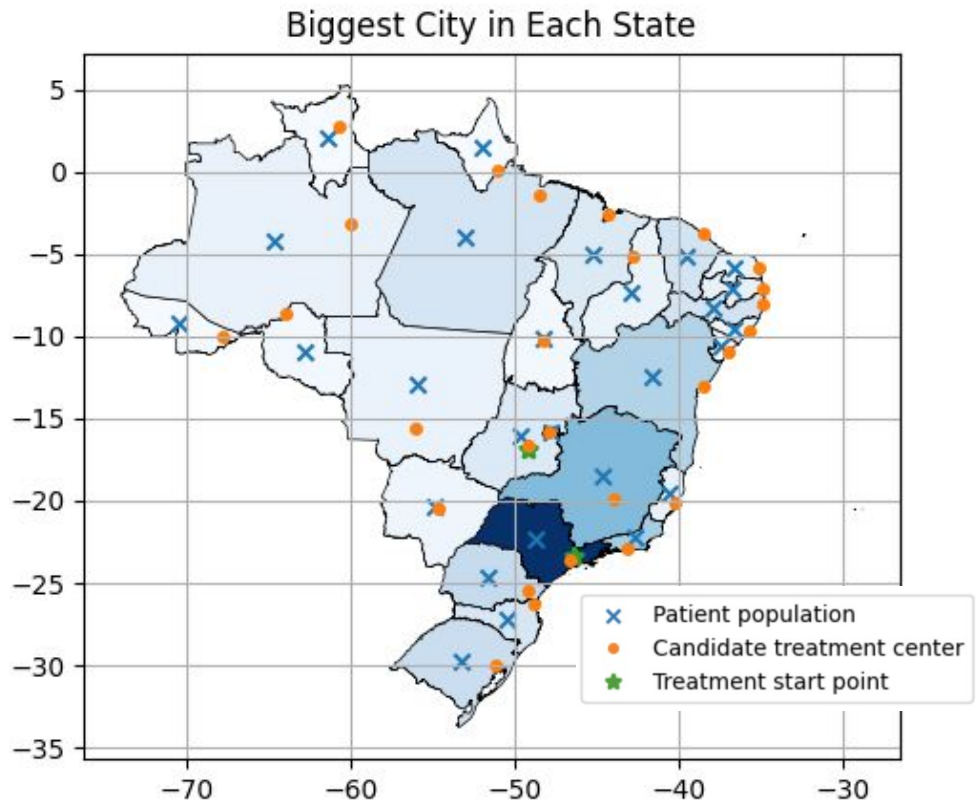 Biggest City in Each State
5
0
−5
−10
−15
−20
−25
−30
−35
Patient population
Candidate treatment center
Treatment start point
−70 −60 −50 −40 −30